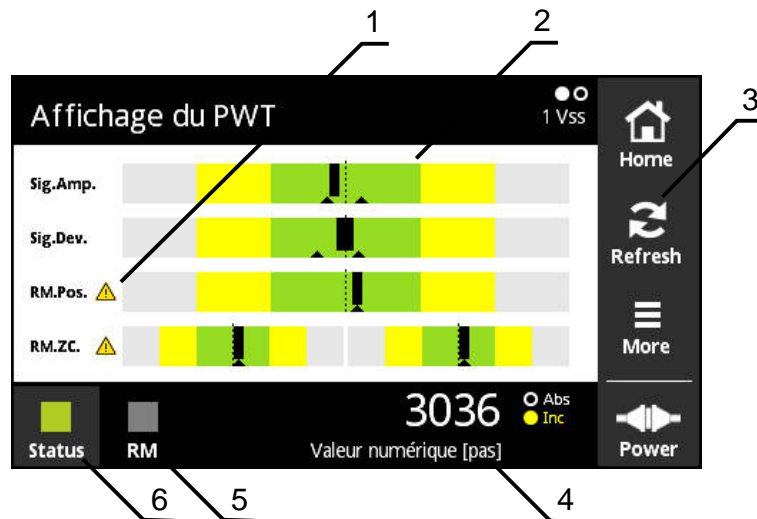 1
2
3
Affichage du PWT
1 Vss
Home
Sig.Amp.
Sig.Dev.
Refresh
RM.Pos.
RM.ZC.
More
3036
Abs
Inc
Status
RM
Valeur numérique [pas]
Power
6
5
4